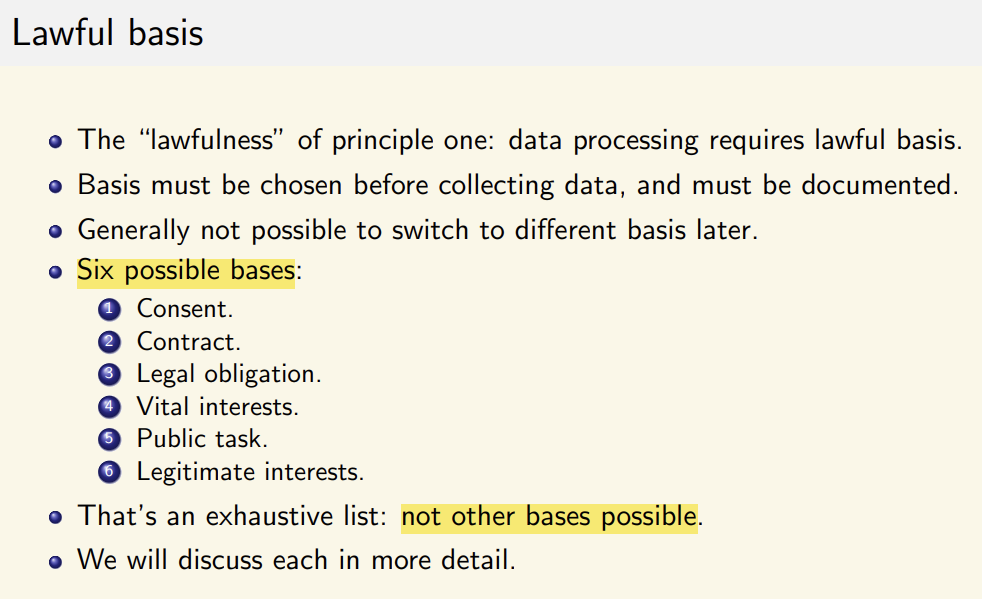 Lawful basis
The “lawfulness” of principle one: data processing requires lawful basis.
Basis must be chosen before collecting data, and must be documented.
Generally not possible to switch to different basis later.
Six possible bases:
1 Consent.
2 Contract.
3 Legal obligation.
4 Vital interests.
5 Public task.
6 Legitimate interests.
That’s an exhaustive list: not other bases possible.
We will discuss each in more detail.